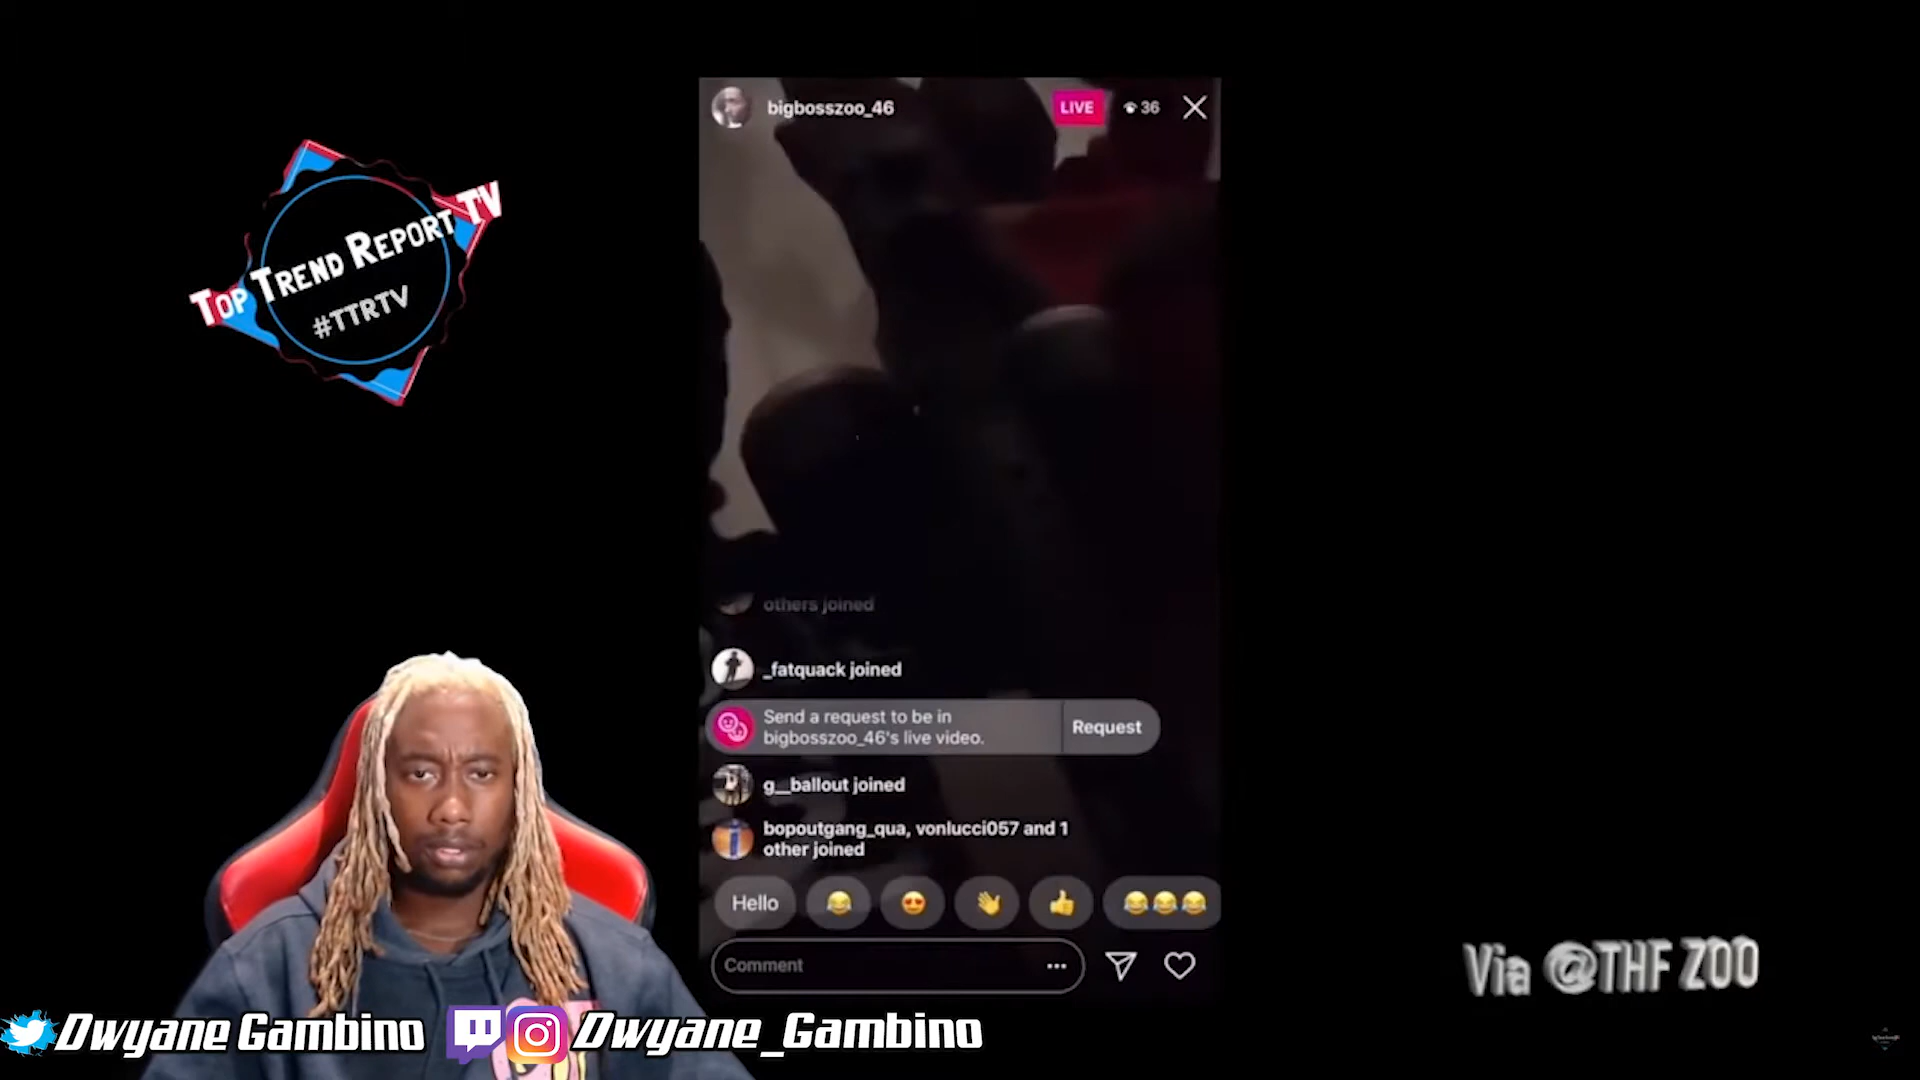 bigbosszoo_46
LIVE
36
TOP TREND REPORT TV
#TTRTV
others joined
_fatquack joined
Send a request to be in
bigbosszoo_46's live video.
Request
g__ballout joined
bopoutgang_qua, vonlucci057 and 1
other joined
Hello
Comment
Via @THF ZOO
Dwyane Gambino
Dwyane_Gambino